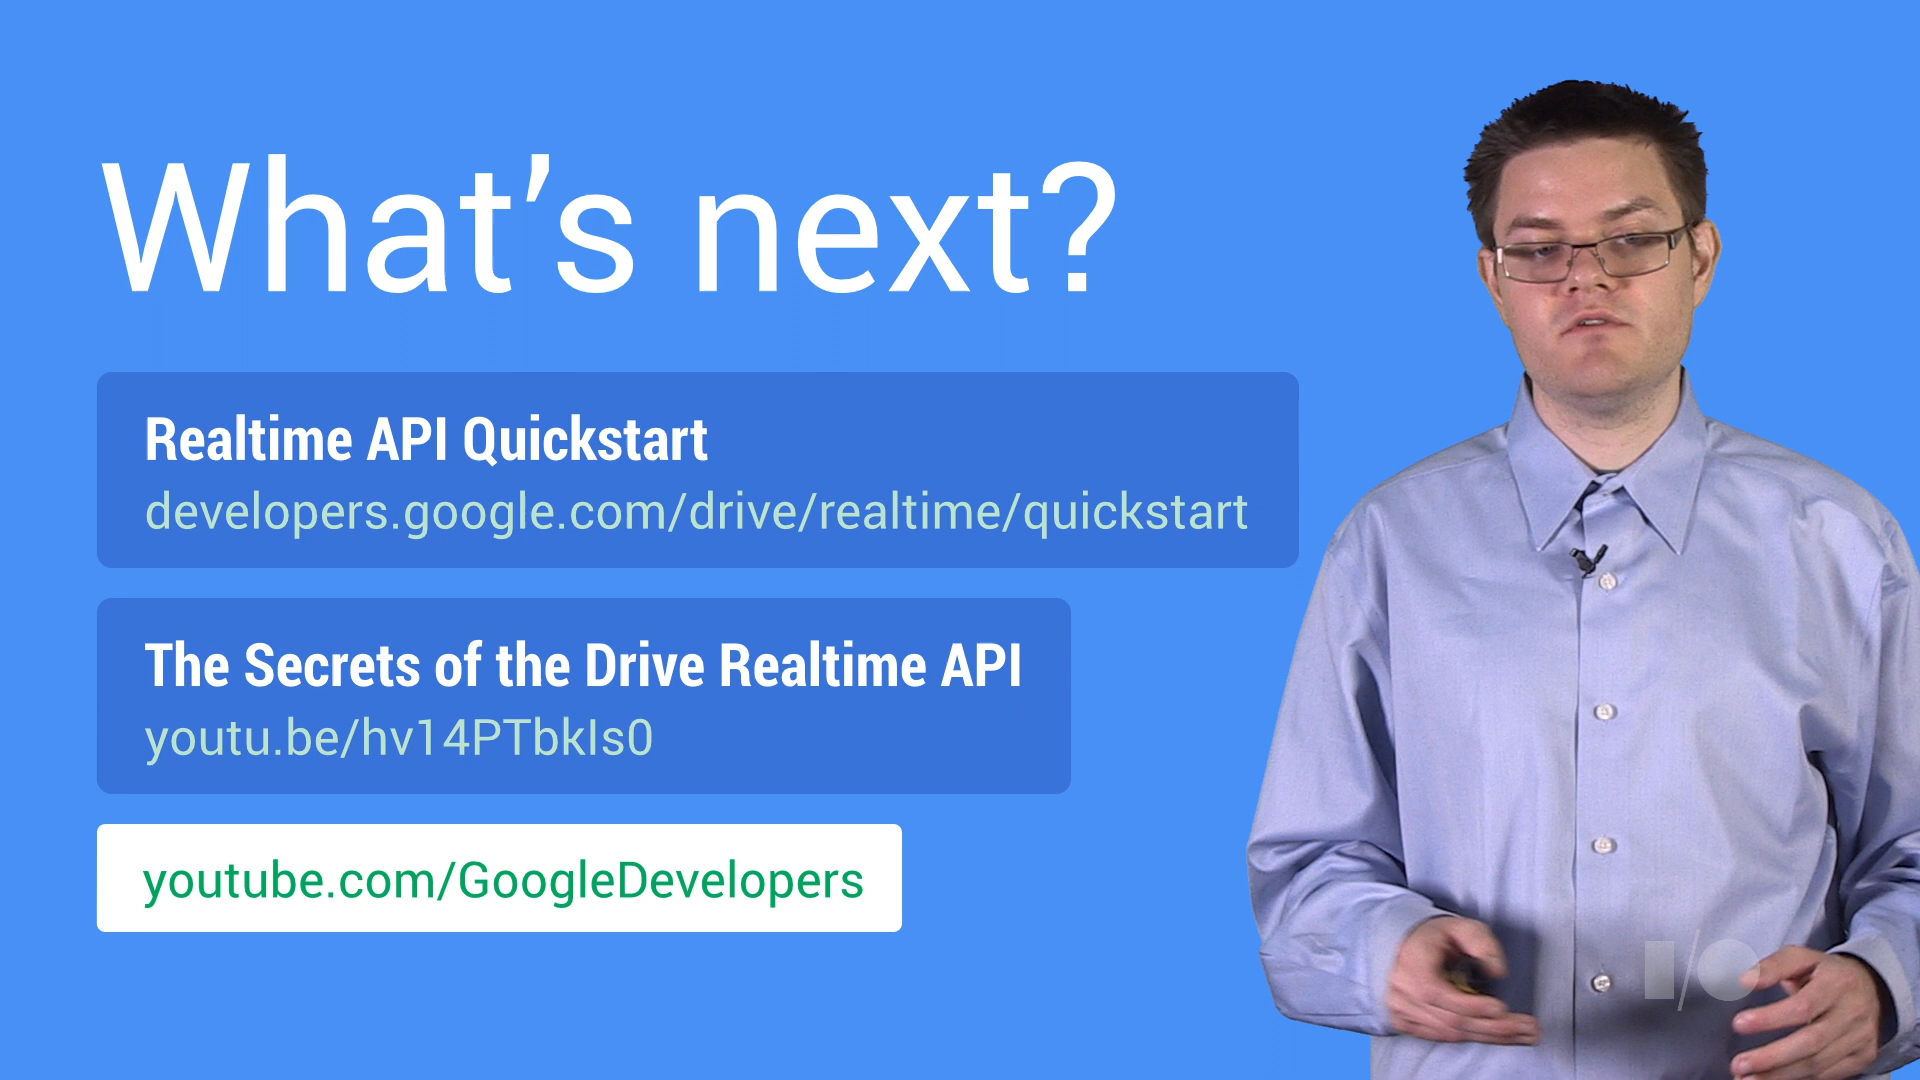 What’s next?
Realtime API Quickstart
developers.google.com/drive/realtime/quickstart
The Secrets of the Drive Realtime API
youtu.be/hv14PTbkIs0
youtube.com/GoogleDevelopers
I/O